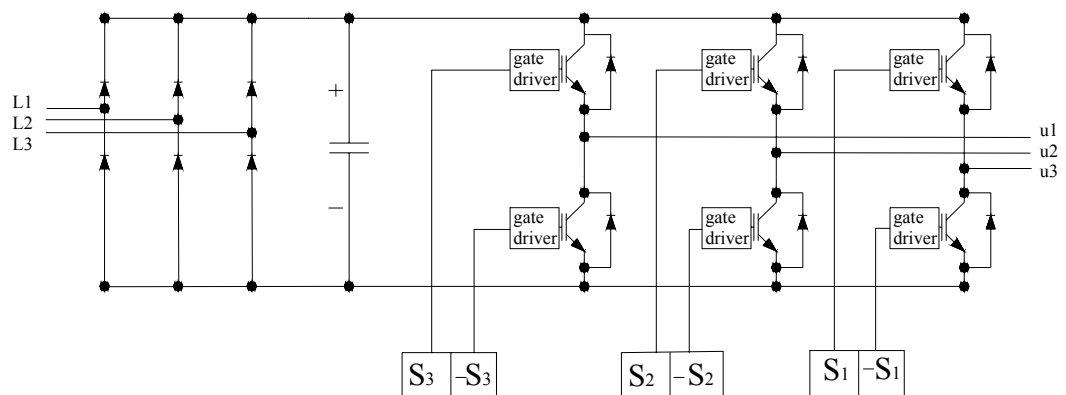 gate driver
gate driver
gate driver
L1
L2
L3
+
−
u1
u2
u3
gate driver
gate driver
gate driver
S3 −S3
S2 −S2
S1 −S1